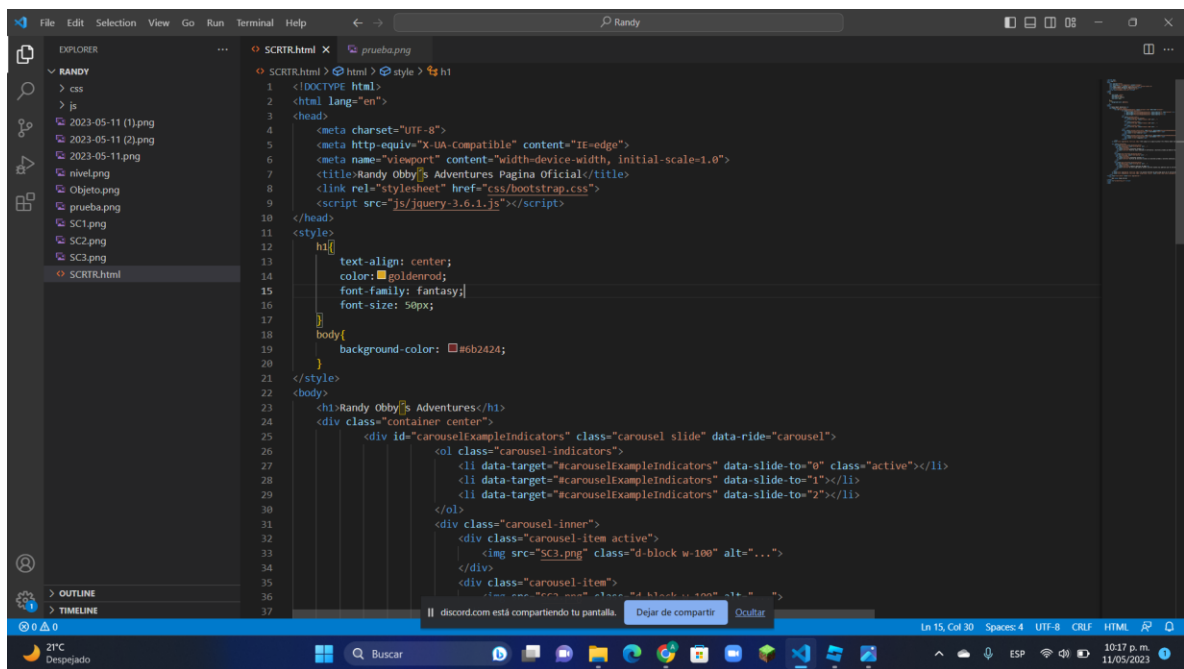 File Edit Selection View Go Run Terminal Help
Randy
EXPLORER
RANDY
css
js
2023-05-11 (1).png
2023-05-11 (2).png
2023-05-11.png
nivel.png
Objeto.png
prueba.png
SC1.png
SC2.png
SC3.png
SCRTR.html
OUTLINE
TIMELINE
SCRTR.html prueba.png
SCRTR.html > html > style > h1
1 <!DOCTYPE html>
2 <html lang="en">
3 <head>
4 <meta charset="UTF-8">
5 <meta http-equiv="X-UA-Compatible" content="IE=edge">
6 <meta name="viewport" content="width=device-width, initial-scale=1.0">
7 <title>Randy Obby´s Adventures Pagina Oficial</title>
8 <link rel="stylesheet" href="css/bootstrap.css">
9 <script src="js/jquery-3.6.1.js"></script>
10 </head>
11 <style>
12 h1{
13 text-align: center;
14 color: goldenrod;
15 font-family: fantasy;
16 font-size: 50px;
17 }
18 body{
19 background-color: #6b2424;
20 }
21 </style>
22 <body>
23 <h1>Randy Obby´s Adventures</h1>
24 <div class="container center">
25 <div id="carouselExampleIndicators" class="carousel slide" data-ride="carousel">
26 <ol class="carousel-indicators">
27 <li data-target="#carouselExampleIndicators" data-slide-to="0" class="active"></li>
28 <li data-target="#carouselExampleIndicators" data-slide-to="1"></li>
29 <li data-target="#carouselExampleIndicators" data-slide-to="2"></li>
30 </ol>
31 <div class="carousel-inner">
32 <div class="carousel-item active">
33 <img src="SC3.png" class="d-block w-100" alt="...">
34 </div>
35 <div class="carousel-item">
36
37
discord.com está compartiendo tu pantalla. Dejar de compartir Ocultar
0 0
Ln 15, Col 30 Spaces: 4 UTF-8 CRLF HTML
21°C
Despejado
Buscar
ESP
10:17 p. m.
11/05/2023